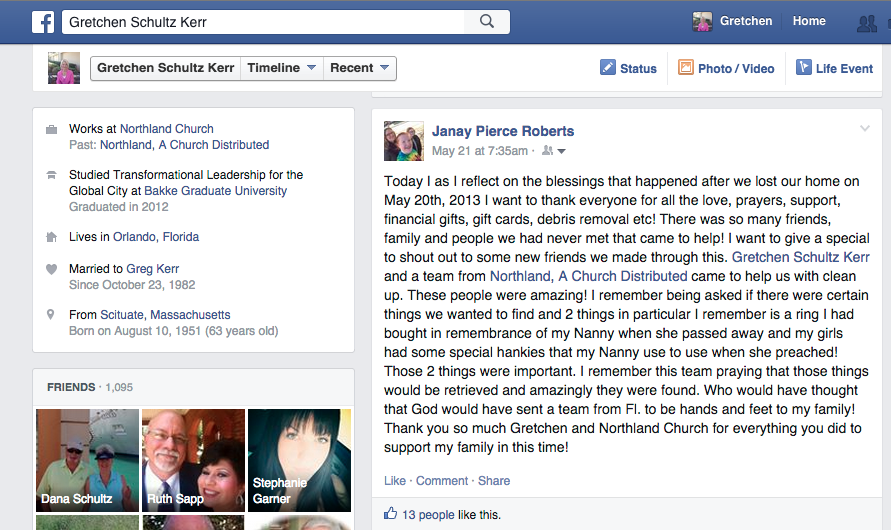 f
Gretchen Schultz Kerr
Gretchen
Home
Gretchen Schultz Kerr
Timeline
Recent
Status
Photo / Video
Life Event
Works at Northland Church
Past: Northland, A Church Distributed
Studied Transformational Leadership for the
Global City at Bakke Graduate University
Graduated in 2012
Lives in Orlando, Florida
Married to Greg Kerr
Since October 23, 1982
From Scituate, Massachusetts
Born on August 10, 1951 (63 years old)
FRIENDS · 1,095
Dana Schultz
Ruth Sapp
Stephanie
Garner
Janay Pierce Roberts
May 21 at 7:35am ·
Today I as I reflect on the blessings that happened after we lost our home on
May 20th, 2013 I want to thank everyone for all the love, prayers, support,
financial gifts, gift cards, debris removal etc! There was so many friends,
family and people we had never met that came to help! I want to give a special
to shout out to some new friends we made through this. Gretchen Schultz Kerr
and a team from Northland, A Church Distributed came to help us with clean
up. These people were amazing! I remember being asked if there were certain
things we wanted to find and 2 things in particular I remember is a ring I had
bought in remembrance of my Nanny when she passed away and my girls
had some special hankies that my Nanny use to use when she preached!
Those 2 things were important. I remember this team praying that those things
would be retrieved and amazingly they were found. Who would have thought
that God would have sent a team from Fl. to be hands and feet to my family!
Thank you so much Gretchen and Northland Church for everything you did to
support my family in this time!
Like · Comment · Share
13 people like this.